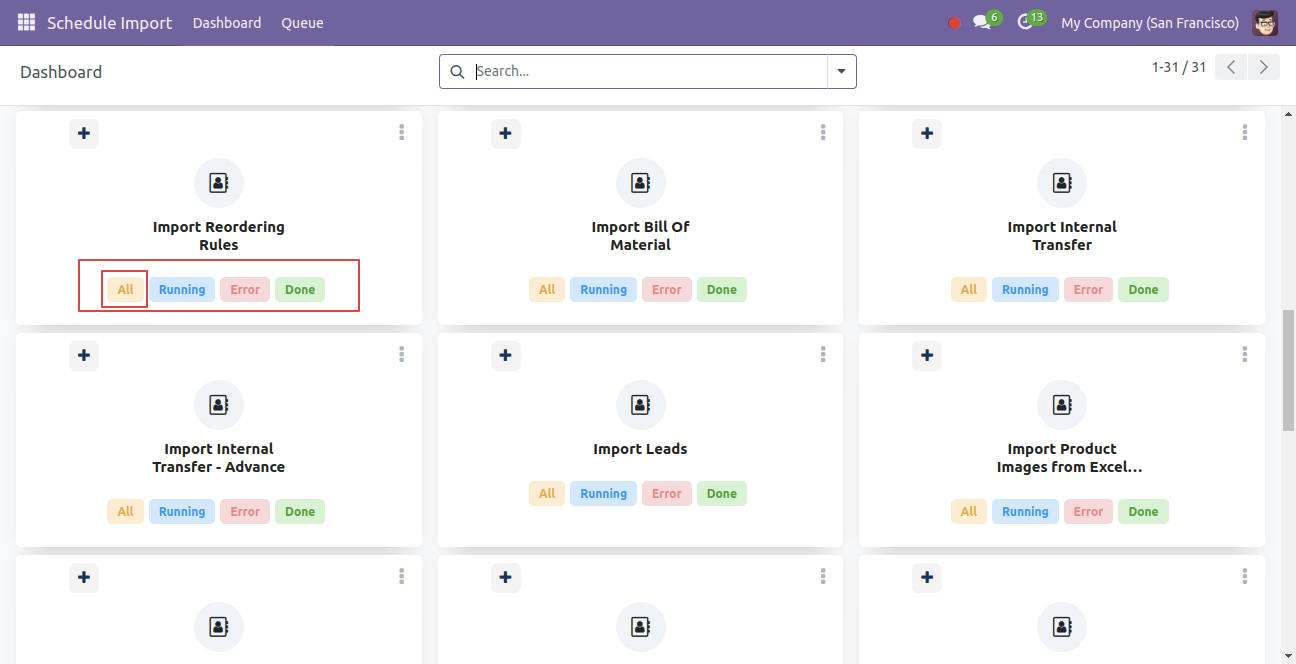 Schedule Import Dashboard Queue 6 13 My Company (San Francisco)
Dashboard Search... 1-31 / 31
Import Reordering
Rules
All Running Error Done
Import Bill Of
Material
All Running Error Done
Import Internal
Transfer
All Running Error Done
Import Internal
Transfer - Advance
All Running Error Done
Import Leads
All Running Error Done
Import Product
Images from Excel...
All Running Error Done